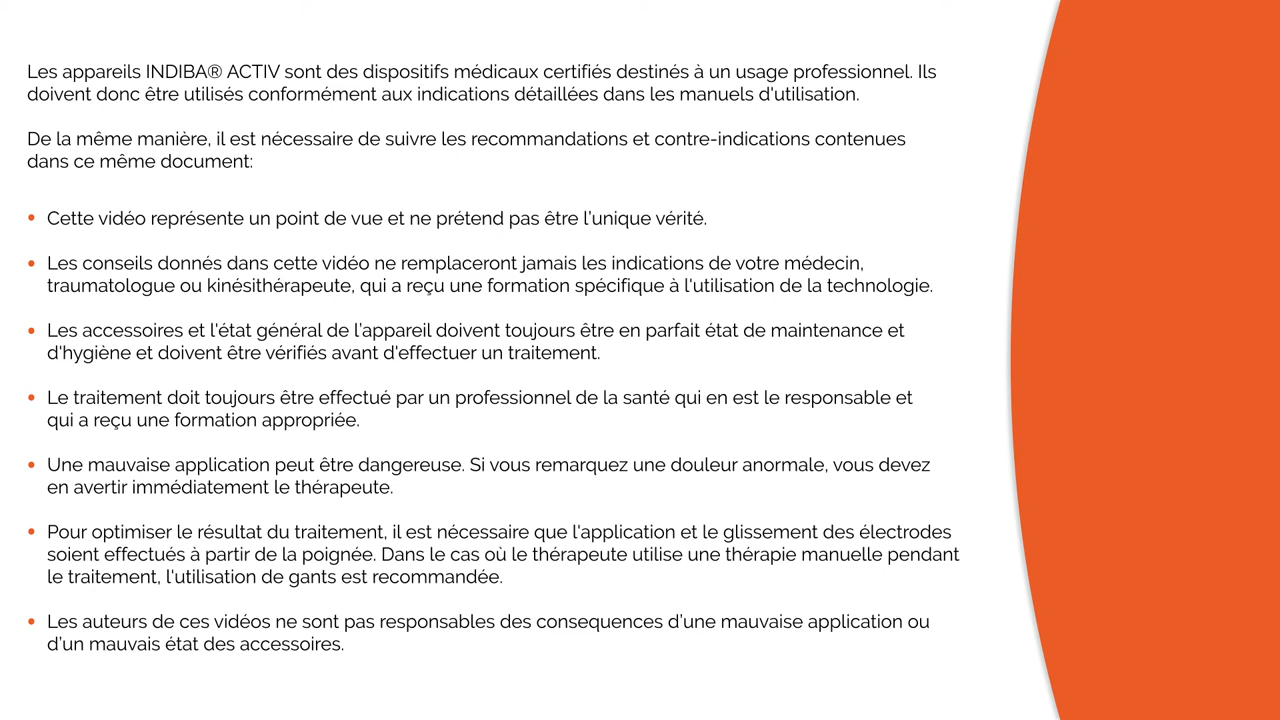 Les appareils INDIBA® ACTIV sont des dispositifs médicaux certifiés destinés à un usage professionnel. Ils
doivent donc être utilisés conformément aux indications détaillées dans les manuels d'utilisation.
De la même manière, il est nécessaire de suivre les recommandations et contre-indications contenues
dans ce même document:
• Cette vidéo représente un point de vue et ne prétend pas être l'unique vérité.
• Les conseils donnés dans cette vidéo ne remplaceront jamais les indications de votre médecin,
traumatologue ou kinésithérapeute, qui a reçu une formation spécifique à l'utilisation de la technologie.
• Les accessoires et l'état général de l'appareil doivent toujours être en parfait état de maintenance et
d'hygiène et doivent être vérifiés avant d'effectuer un traitement.
• Le traitement doit toujours être effectué par un professionnel de la santé qui en est le responsable et
qui a reçu une formation appropriée.
• Une mauvaise application peut être dangereuse. Si vous remarquez une douleur anormale, vous devez
en avertir immédiatement le thérapeute.
• Pour optimiser le résultat du traitement, il est nécessaire que l'application et le glissement des électrodes
soient effectués à partir de la poignée. Dans le cas où le thérapeute utilise une thérapie manuelle pendant
le traitement, l'utilisation de gants est recommandée.
• Les auteurs de ces vidéos ne sont pas responsables des consequences d'une mauvaise application ou
d'un mauvais état des accessoires.